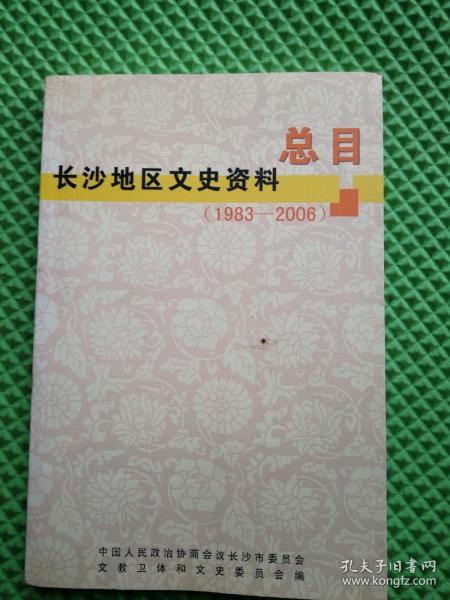 总目
长沙地区文史资料
（1983—2006）
中国人民政治协商会议长沙市委员会
文教卫体和文史委员会编
孔夫子旧书网
www.kongfz.com